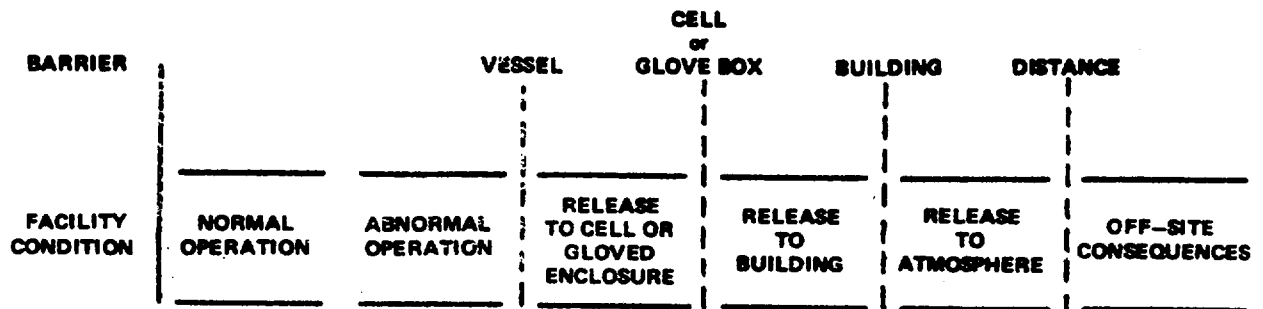 CELL
or
BARRIER VESSEL GLOVE BOX BUILDING DISTANCE
FACILITY
CONDITION
NORMAL
OPERATION
ABNORMAL
OPERATION
RELEASE
TO CELL OR
GLOVED
ENCLOSURE
RELEASE
TO
BUILDING
RELEASE
TO
ATMOSPHERE
OFF-SITE
CONSEQUENCES